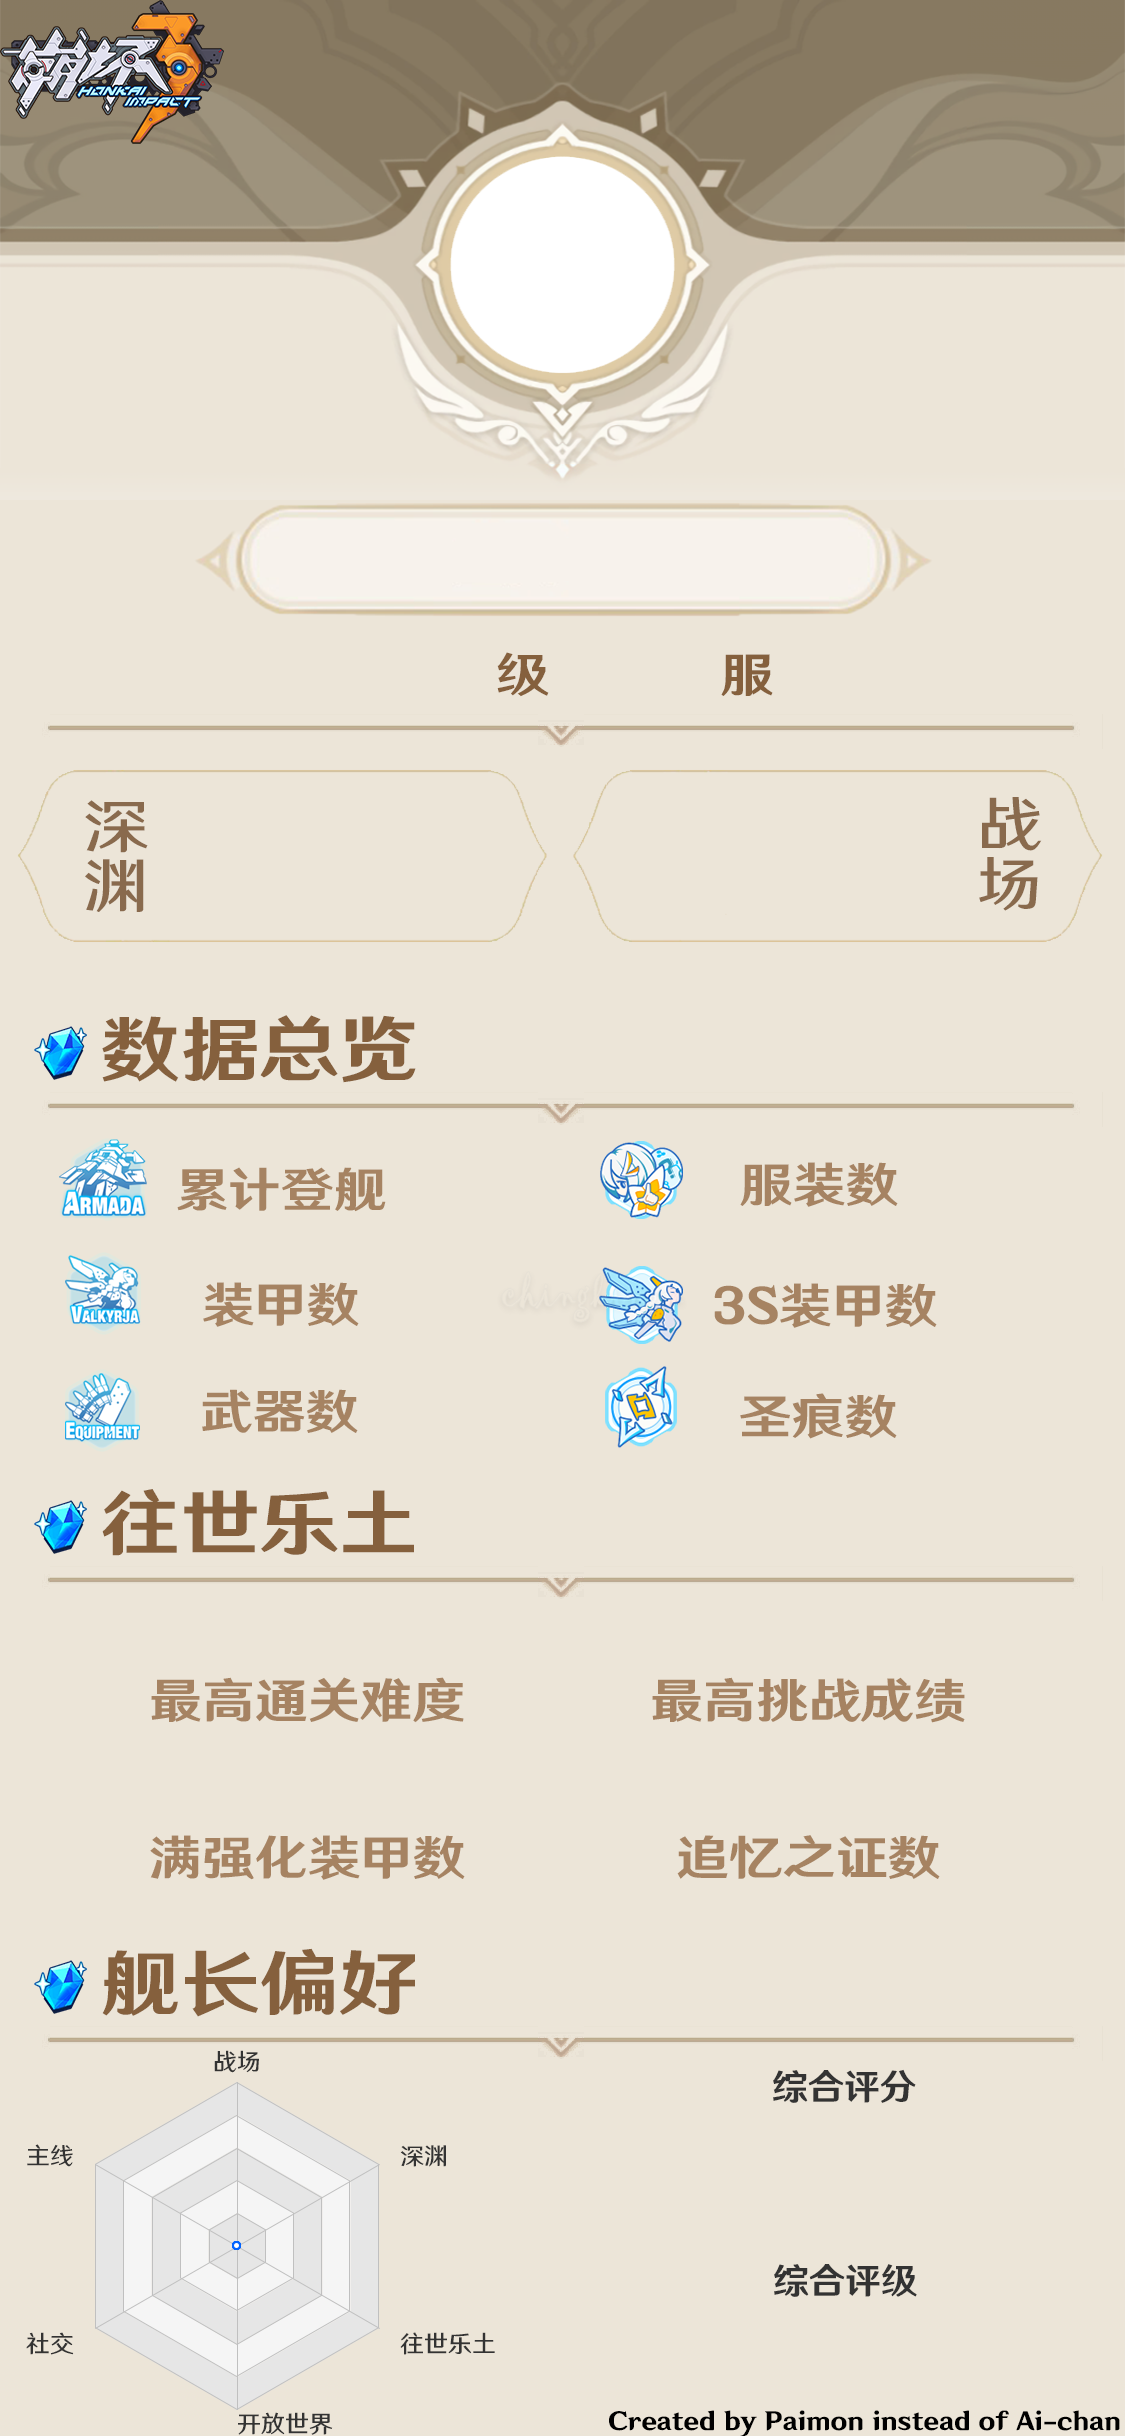 崩坏3
HONKAI
IMPACT
级 服
深渊
战场
数据总览
ARMADA 累计登舰
服装数
VALKYRJA 装甲数
3S装甲数
EQUIPMENT 武器数
圣痕数
往世乐土
最高通关难度 最高挑战成绩
满强化装甲数 追忆之证数
舰长偏好
战场
主线 深渊
社交 往世乐土
开放世界
综合评分
综合评级
Created by Paimon instead of Ai-chan